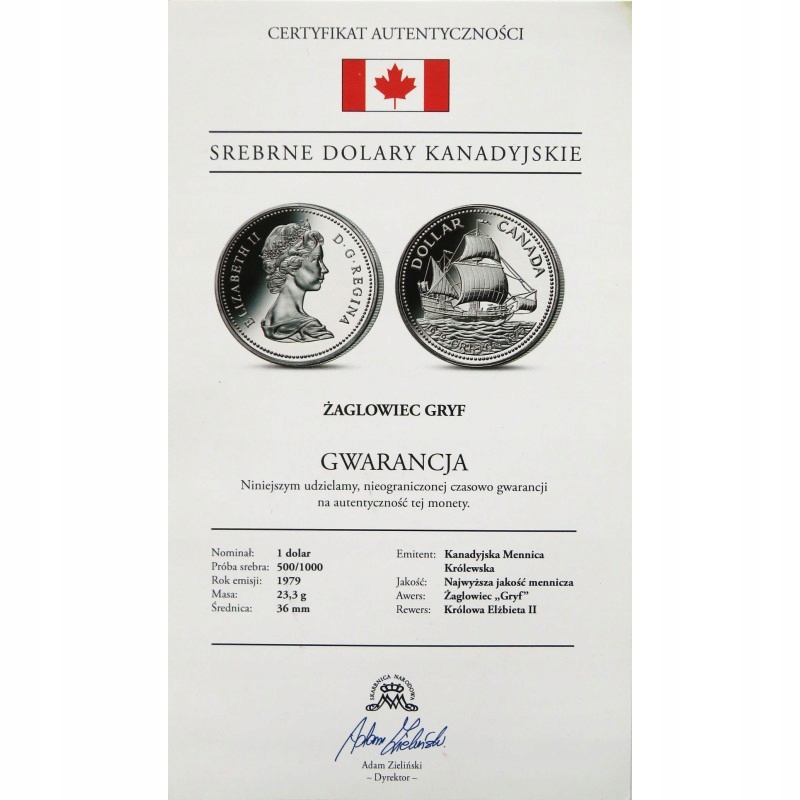 CERTYFIKAT AUTENTYCZNOŚCI
SREBRNE DOLARY KANADYJSKIE
ELIZABETH II D·G·REGINA
DOLLAR CANADA
ŻAGLOWIEC GRYF
GWARANCJA
Niniejszym udzielamy, nieograniczonej czasowo gwarancji
na autentyczność tej monety.
Nominał: 1 dolar
Próba srebra: 500/1000
Rok emisji: 1979
Masa: 23,3 g
Średnica: 36 mm
Emitent: Kanadyjska Mennica
Królewska
Jakość: Najwyższa jakość mennicza
Awers: Żaglowiec „Gryf”
Rewers: Królowa Elżbieta II
SKARBNICA NARODOWA
Adam Zieliński
Adam Zieliński
– Dyrektor –